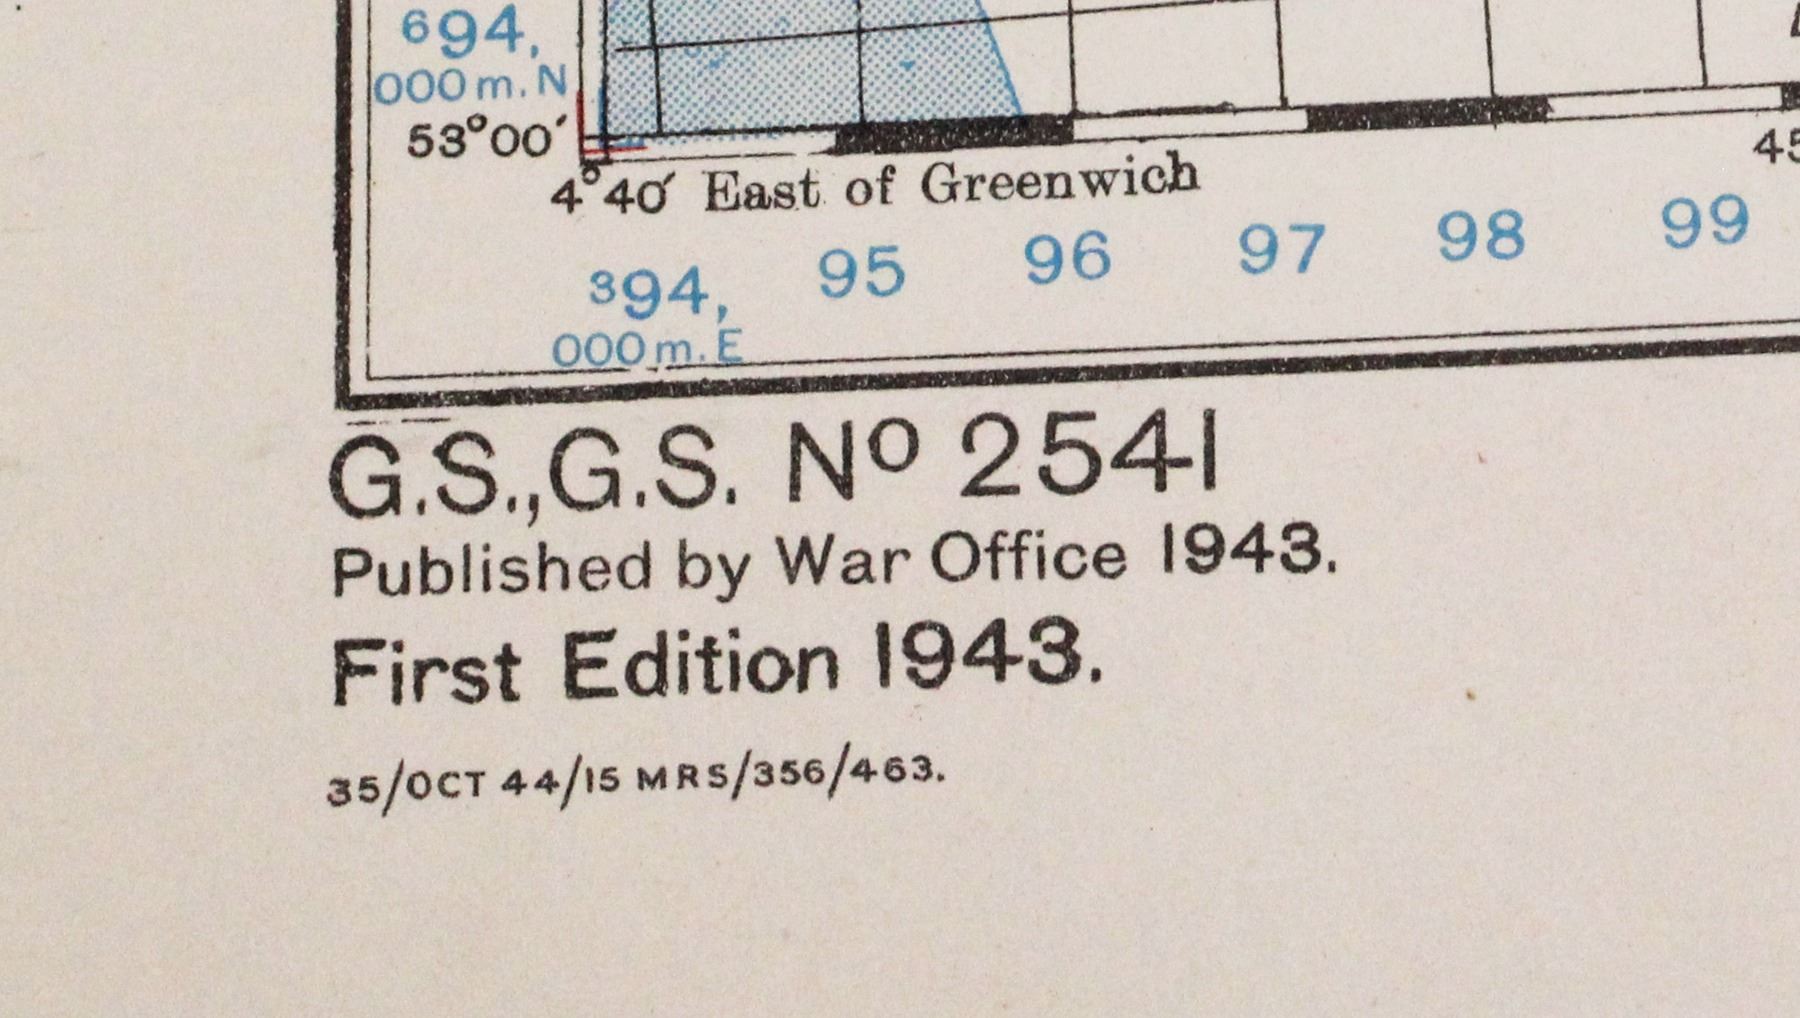 ⁶94,
000 m. N
53°00′
4°40′ East of Greenwich
45
³94, 95 96 97 98 99
000 m. E
G.S.,G.S. Nº 2541
Published by War Office 1943.
First Edition 1943.
35/OCT 44/15 MRS/356/463.